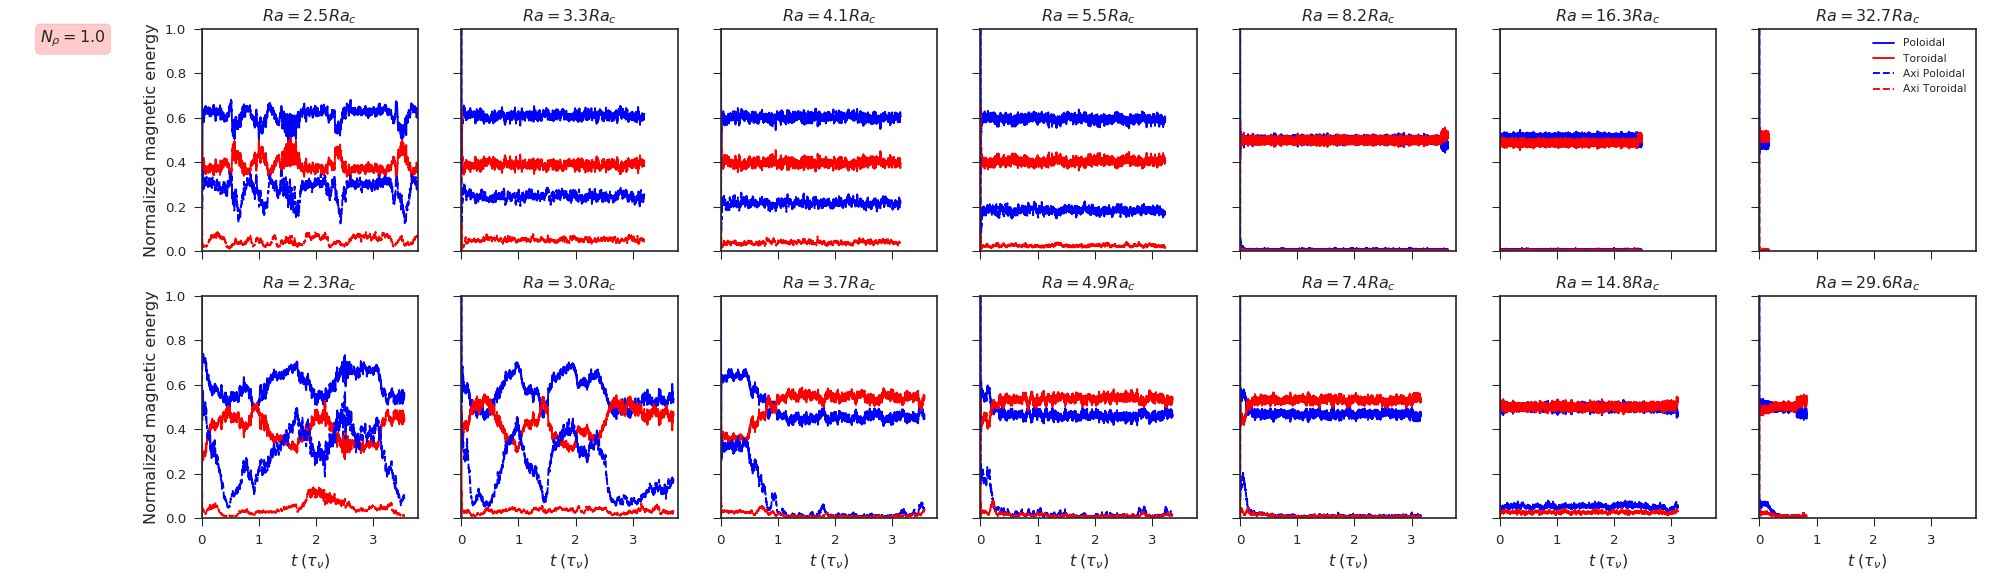 Ra = 2.5Ra_c
Ra = 3.3Ra_c
Ra = 4.1Ra_c
Ra = 5.5Ra_c
Ra = 8.2Ra_c
Ra = 16.3Ra_c
Ra = 32.7Ra_c
N_ρ = 1.0
Normalized magnetic energy
1.0
0.8
0.6
0.4
0.2
0.0
Poloidal
Toroidal
Axi Poloidal
Axi Toroidal
Ra = 2.3Ra_c
Ra = 3.0Ra_c
Ra = 3.7Ra_c
Ra = 4.9Ra_c
Ra = 7.4Ra_c
Ra = 14.8Ra_c
Ra = 29.6Ra_c
Normalized magnetic energy
1.0
0.8
0.6
0.4
0.2
0.0
0 1 2 3
0 1 2 3
0 1 2 3
0 1 2 3
0 1 2 3
0 1 2 3
0 1 2 3
t (τ_ν)
t (τ_ν)
t (τ_ν)
t (τ_ν)
t (τ_ν)
t (τ_ν)
t (τ_ν)